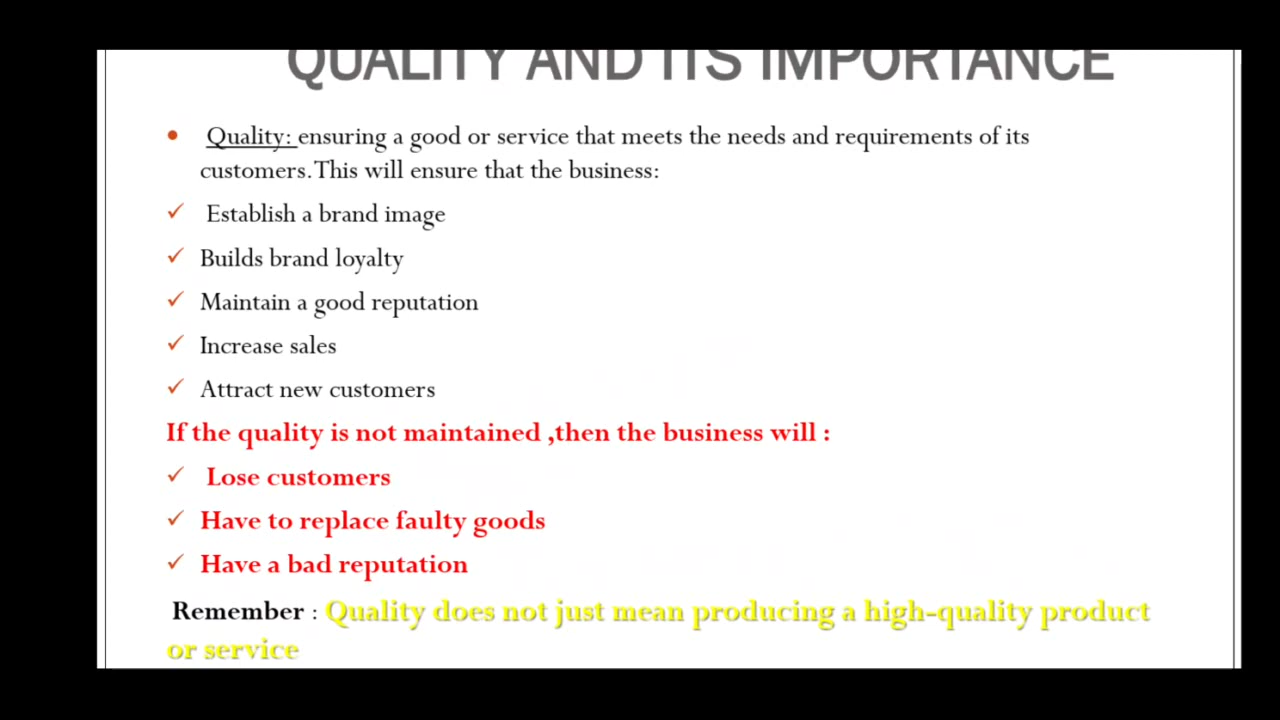 QUALITY AND ITS IMPORTANCE
Quality: ensuring a good or service that meets the needs and requirements of its
customers. This will ensure that the business:
Establish a brand image
Builds brand loyalty
Maintain a good reputation
Increase sales
Attract new customers
If the quality is not maintained ,then the business will :
Lose customers
Have to replace faulty goods
Have a bad reputation
Remember : Quality does not just mean producing a high-quality product
or service